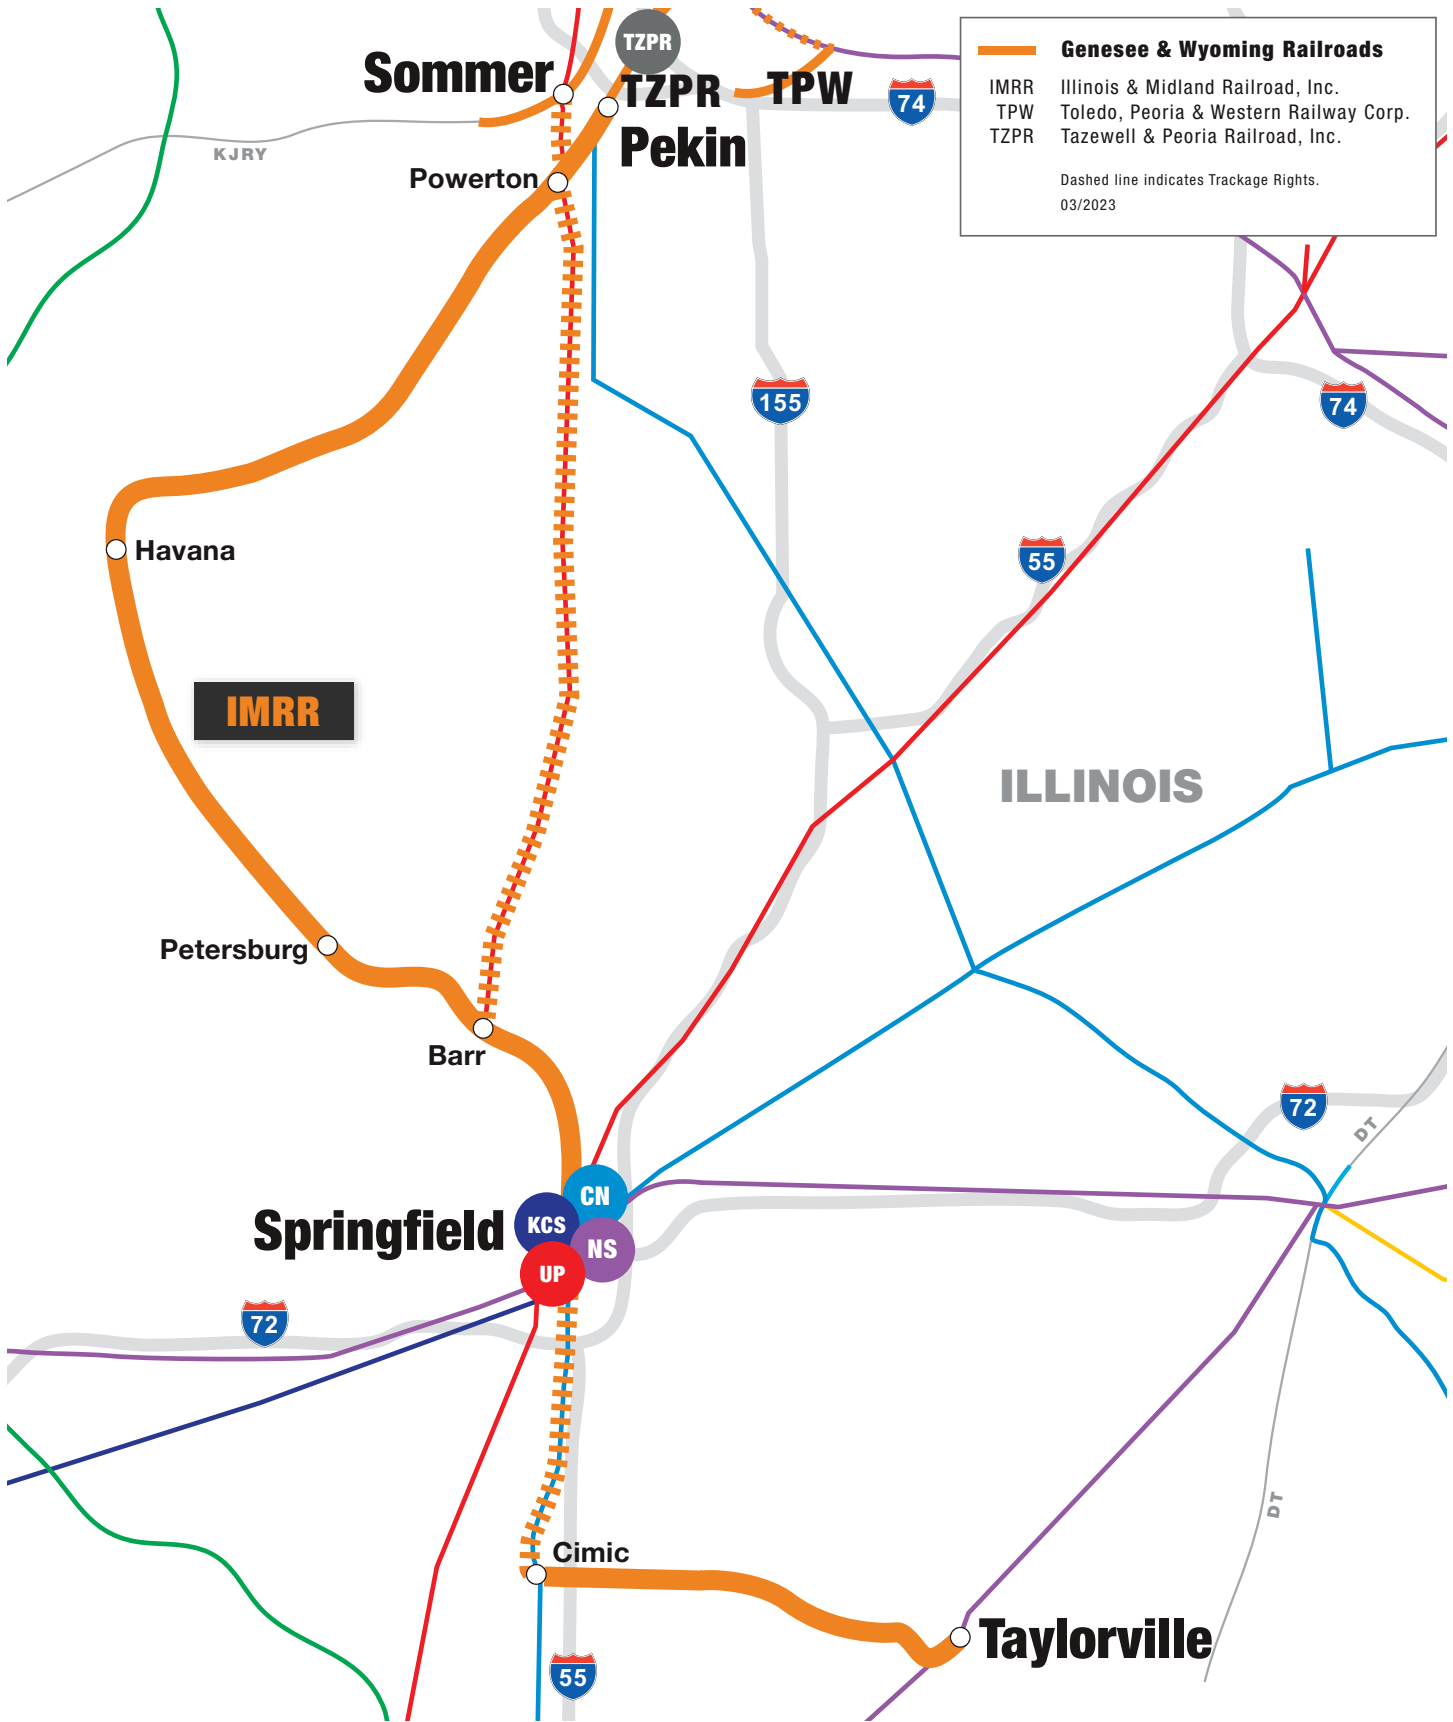 TZPR
Sommer
TZPR
TPW
74
Pekin
KJRY
Powerton
Genesee & Wyoming Railroads
IMRR Illinois & Midland Railroad, Inc.
TPW Toledo, Peoria & Western Railway Corp.
TZPR Tazewell & Peoria Railroad, Inc.
Dashed line indicates Trackage Rights.
03/2023
155
74
Havana
55
IMRR
ILLINOIS
Petersburg
Barr
72
DT
CN
KCS
Springfield
NS
UP
72
DT
Cimic
Taylorville
55